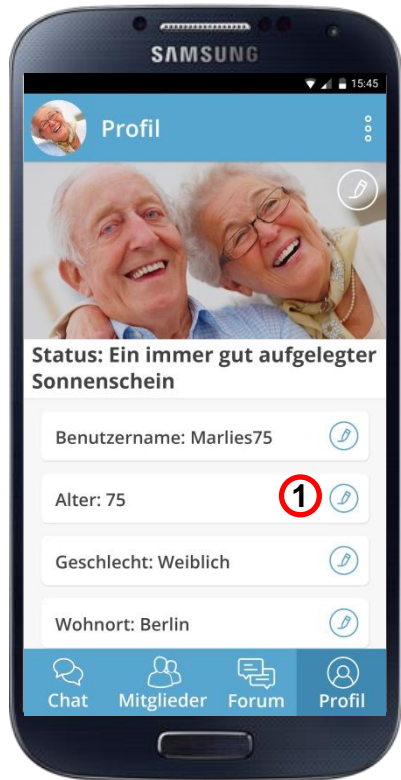 SAMSUNG
15:45
Profil
Status: Ein immer gut aufgelegter
Sonnenschein
Benutzername: Marlies75
Alter: 75
1
Geschlecht: Weiblich
Wohnort: Berlin
Chat Mitglieder Forum Profil